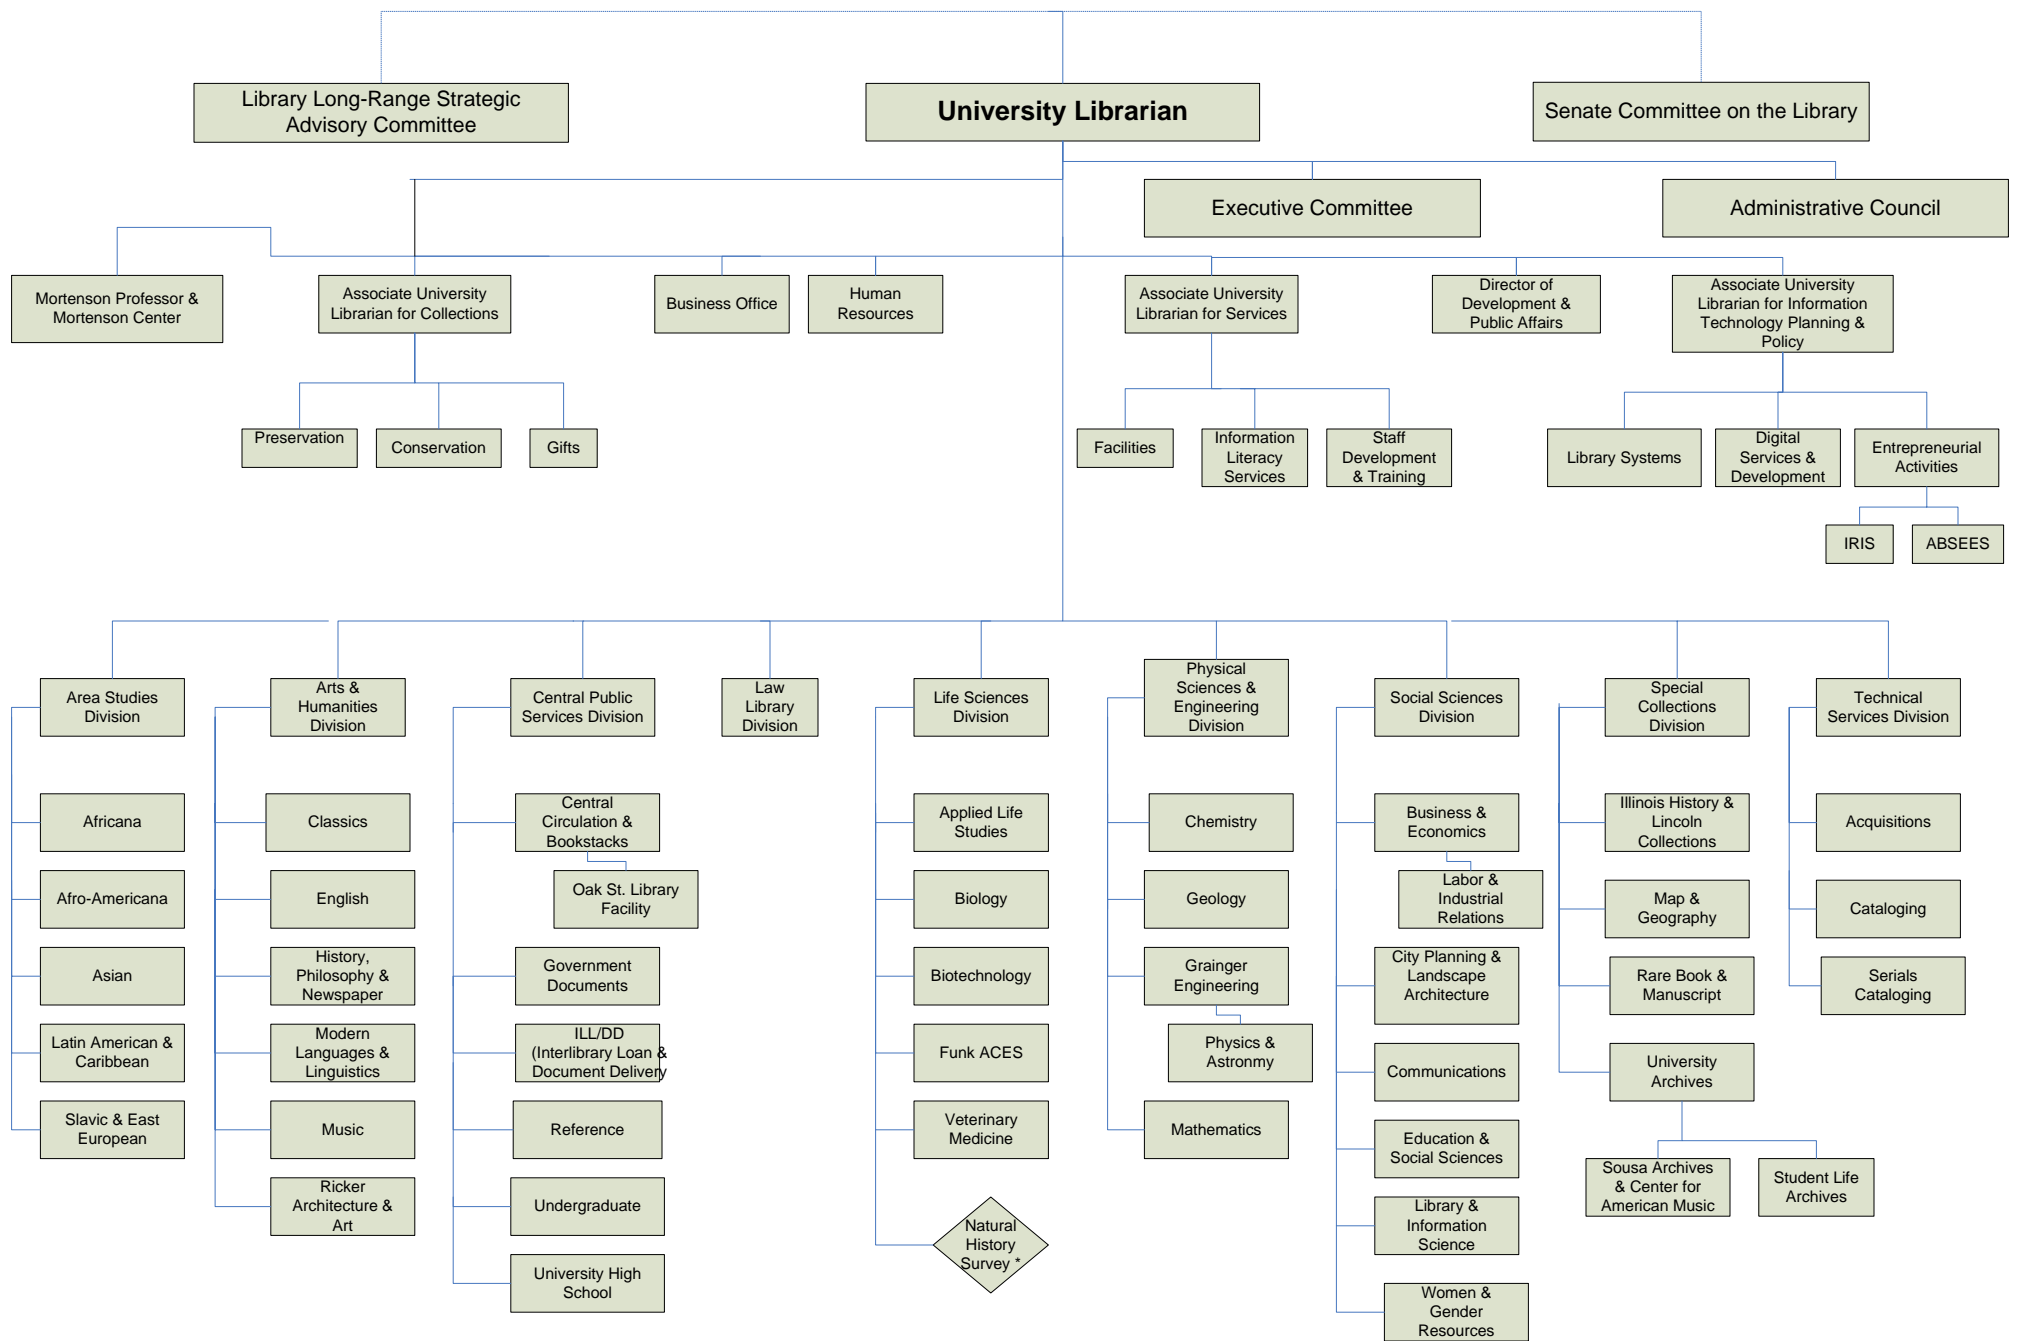 Library Long-Range Strategic
Advisory Committee
University Librarian
Senate Committee on the Library
Executive Committee
Administrative Council
Mortenson Professor &
Mortenson Center
Associate University
Librarian for Collections
Business Office
Human
Resources
Associate University
Librarian for Services
Director of
Development &
Public Affairs
Associate University
Librarian for Information
Technology Planning &
Policy
Preservation
Conservation
Gifts
Facilities
Information
Literacy
Services
Staff
Development
& Training
Library Systems
Digital
Services &
Development
Entrepreneurial
Activities
IRIS
ABSEES
Area Studies
Division
Arts &
Humanities
Division
Central Public
Services Division
Law
Library
Division
Life Sciences
Division
Physical
Sciences &
Engineering
Division
Social Sciences
Division
Special
Collections
Division
Technical
Services Division
Africana
Afro-Americana
Asian
Latin American &
Caribbean
Slavic & East
European
Classics
English
History,
Philosophy &
Newspaper
Modern
Languages &
Linguistics
Music
Ricker
Architecture &
Art
Central
Circulation &
Bookstacks
Oak St. Library
Facility
Government
Documents
ILL/DD
(Interlibrary Loan &
Document Delivery
Reference
Undergraduate
University High
School
Applied Life
Studies
Biology
Biotechnology
Funk ACES
Veterinary
Medicine
Natural
History
Survey *
Chemistry
Geology
Grainger
Engineering
Physics &
Astronmy
Mathematics
Business &
Economics
Labor &
Industrial
Relations
City Planning &
Landscape
Architecture
Communications
Education &
Social Sciences
Library &
Information
Science
Women &
Gender
Resources
Illinois History &
Lincoln
Collections
Map &
Geography
Rare Book &
Manuscript
University
Archives
Sousa Archives
& Center for
American Music
Student Life
Archives
Acquisitions
Cataloging
Serials
Cataloging